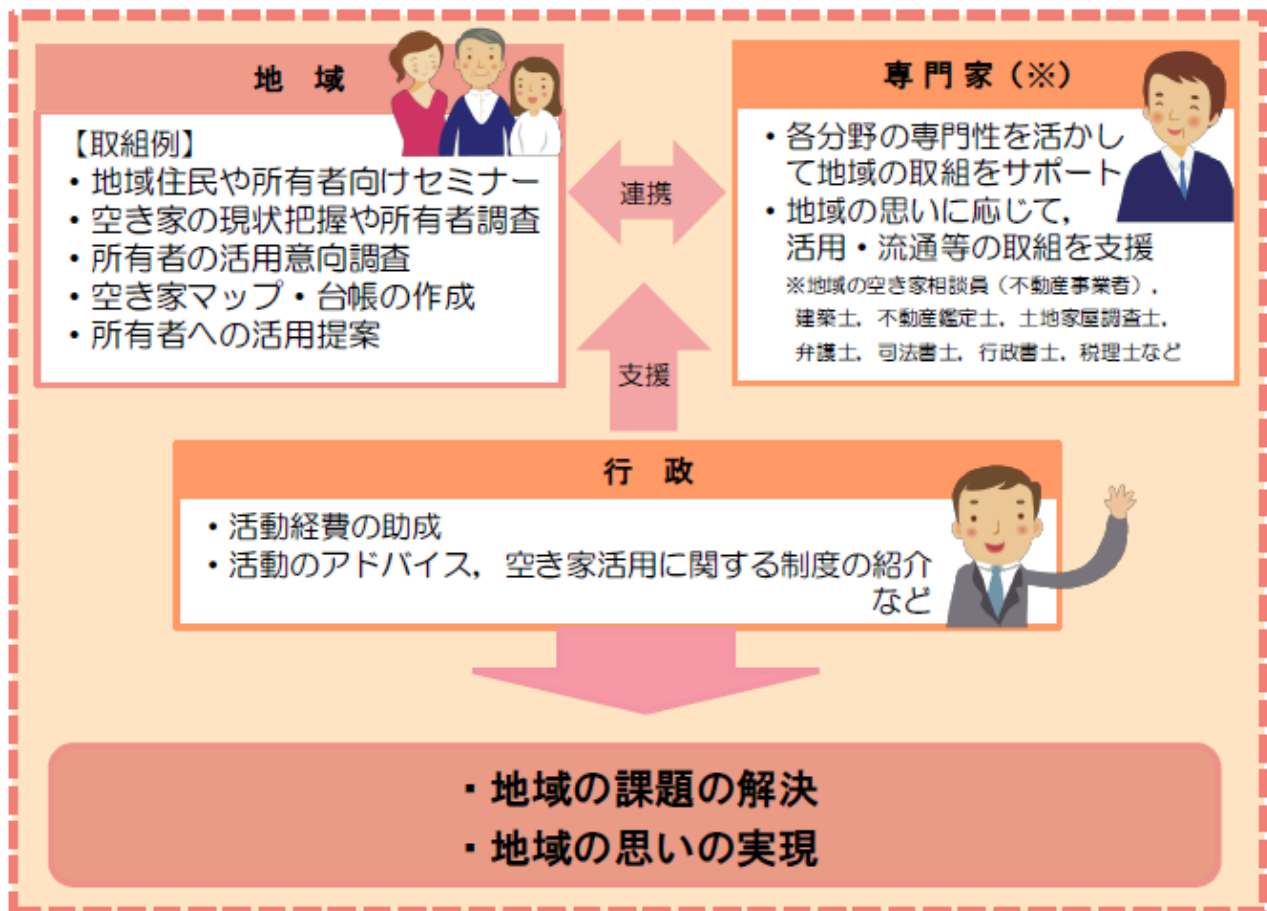 地　域
【取組例】
・地域住民や所有者向けセミナー
・空き家の現状把握や所有者調査
・所有者の活用意向調査
・空き家マップ・台帳の作成
・所有者への活用提案
連携
専門家（※）
・各分野の専門性を活かし
て地域の取組をサポート
・地域の思いに応じて，
活用・流通等の取組を支援
※地域の空き家相談員（不動産事業者），
建築士，不動産鑑定士，土地家屋調査士，
弁護士，司法書士，行政書士，税理士など
支援
行　政
・活動経費の助成
・活動のアドバイス，空き家活用に関する制度の紹介
など
・地域の課題の解決
・地域の思いの実現